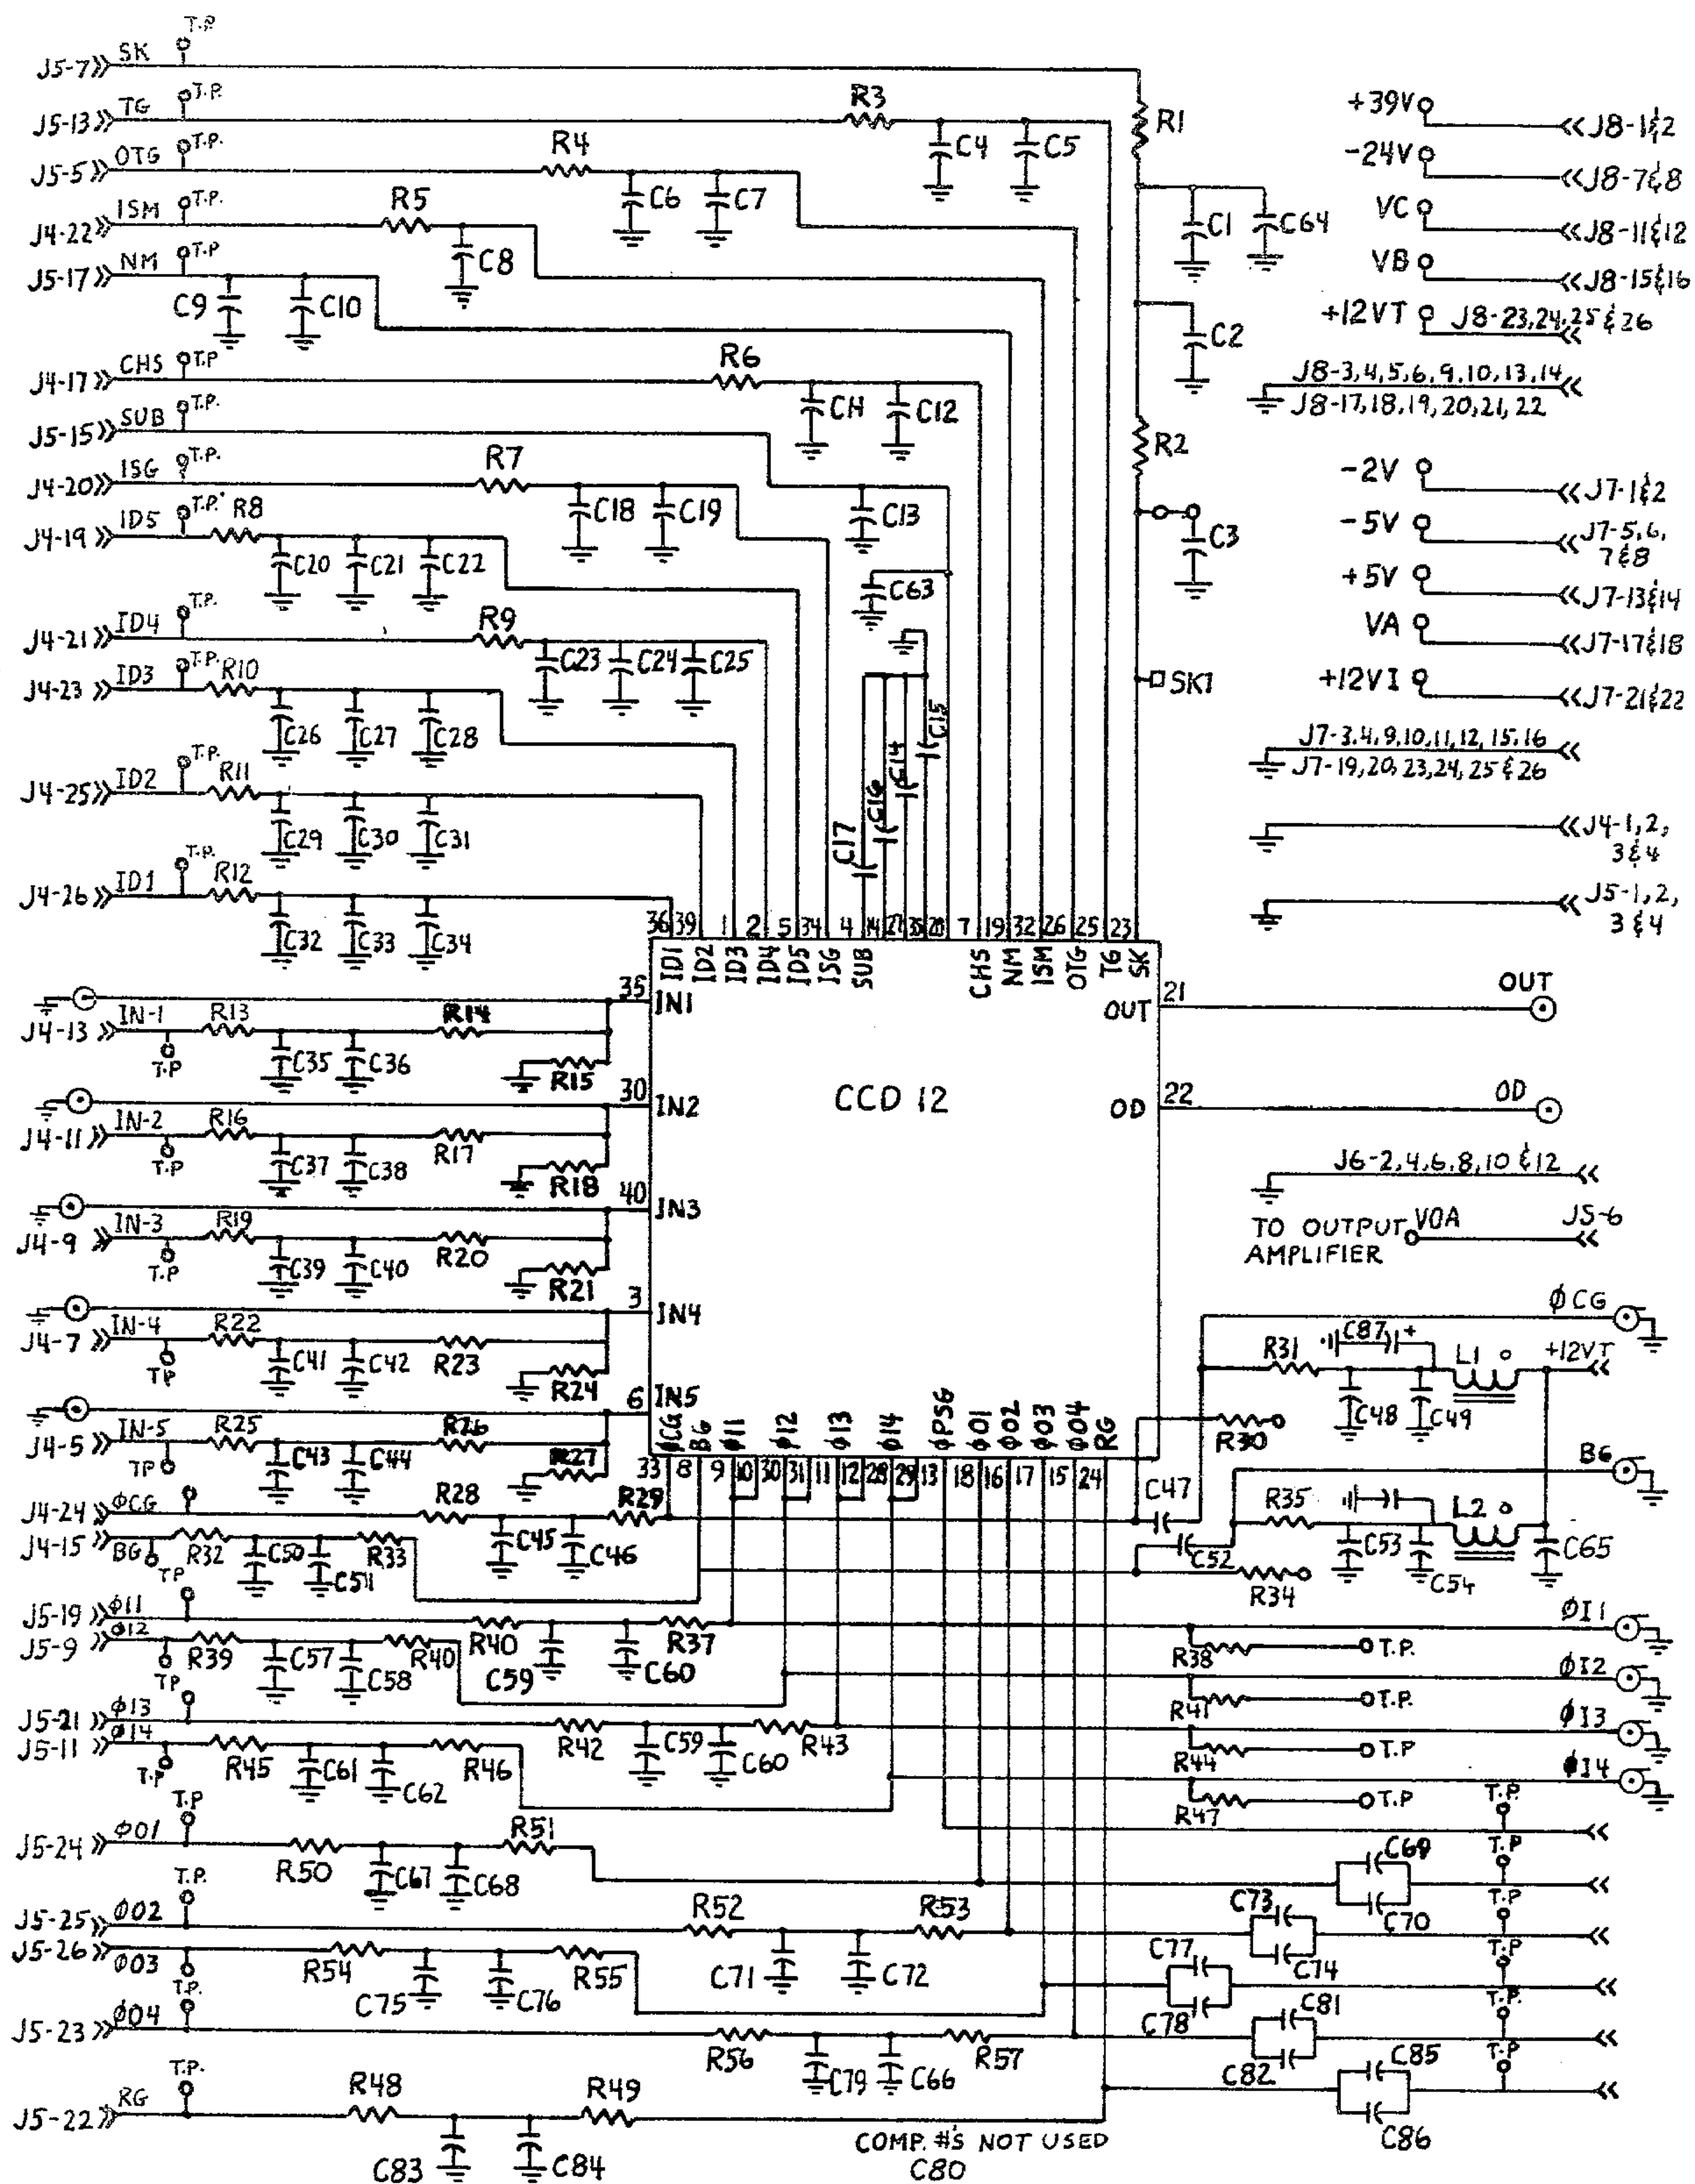 J5-7 SK T.P
J5-13 TG T.P.
R3 C4 C5
R1
J5-5 OTG T.P.
R4 C6 C7
J4-22 ISM T.P.
R5 C8
J5-17 NM T.P
C9 C10
C1 C64
C2
J4-17 CHS T.P
R6 CH C12
J5-15 SUB T.P.
R2
J4-20 ISG T.P.
R7 C18 C19 C13
J4-19 ID5 T.P. R8
C20 C21 C22
C63
C3
J4-21 ID4 T.P.
R9 C23 C24 C25
J4-23 ID3 T.P. R10
C26 C27 C28
SK1
C15
C14
C16
C17
J4-25 ID2 T.P. R11
C29 C30 C31
J4-26 ID1 T.P. R12
C32 C33 C34
+39V J8-1&2
-24V J8-7&8
VC J8-11&12
VB J8-15&16
+12VT J8-23,24,25&26
J8-3,4,5,6,9,10,13,14
J8-17,18,19,20,21,22
-2V J7-1&2
-5V J7-5,6,
7&8
+5V J7-13&14
VA J7-17&18
+12VI J7-21&22
J7-3,4,9,10,11,12,15,16
J7-19,20,23,24,25&26
J4-1,2,
3&4
J5-1,2,
3&4
36 39 1 2 5 34 4 14 27 35 20 7 19 32 26 25 23
ID1 ID2 ID3 ID4 ID5 ISG SUB CHS NM ISM OTG TG SK
35 IN1
J4-13 IN-1 R13 R14
T.P C35 C36 R15
OUT 21 OUT
30 IN2
J4-11 IN-2 R16 R17
T.P C37 C38 R18
CCD 12
OD 22 OD
40 IN3
J4-9 IN-3 R19 R20
T.P C39 C40 R21
J6-2,4,6,8,10&12
TO OUTPUT VOA J5-6
AMPLIFIER
3 IN4
J4-7 IN-4 R22 R23
TP C41 C42 R24
ΦCG
R31 C87 + L1 +12VT
C48 C49
6 IN5
J4-5 IN-5 R25 R26
TP C43 C44 R27
ΦCG BG Φ11 Φ12 Φ13 Φ14 ΦPSG Φ01 Φ02 Φ03 Φ04 RG
33 8 9 10 30 31 11 12 28 29 13 18 16 17 15 24
R30
BG
J4-24 ΦCG R28 R29
C45 C46
C47
R35 L2
C52 C53 C54 C65
R34
J4-15 BG TP R32 C50 C51 R33
J5-19 Φ11 R40 R37
C59 C60
ΦI1
R38 T.P.
J5-9 Φ12 TP R39 C57 C58 R40
ΦI2
R41 T.P.
J5-21 Φ13 R42 C59 C60 R43
ΦI3
R44 T.P
J5-11 Φ14 T.P R45 C61 C62 R46
ΦI4
R47 T.P
T.P.
J5-24 Φ01 T.P R50 C67 C68 R51
C69 C70 T.P
J5-25 Φ02 T.P. R52 C71 C72 R53
C73 C74 T.P
J5-26 Φ03 T.P. R54 C75 C76 R55
C77 C78 T.P
J5-23 Φ04 R56 C79 C66 R57
C81 C82 T.P.
J5-22 RG T.P. R48 C83 C84 R49
C85 C86 T.P
COMP. #'S NOT USED
C80